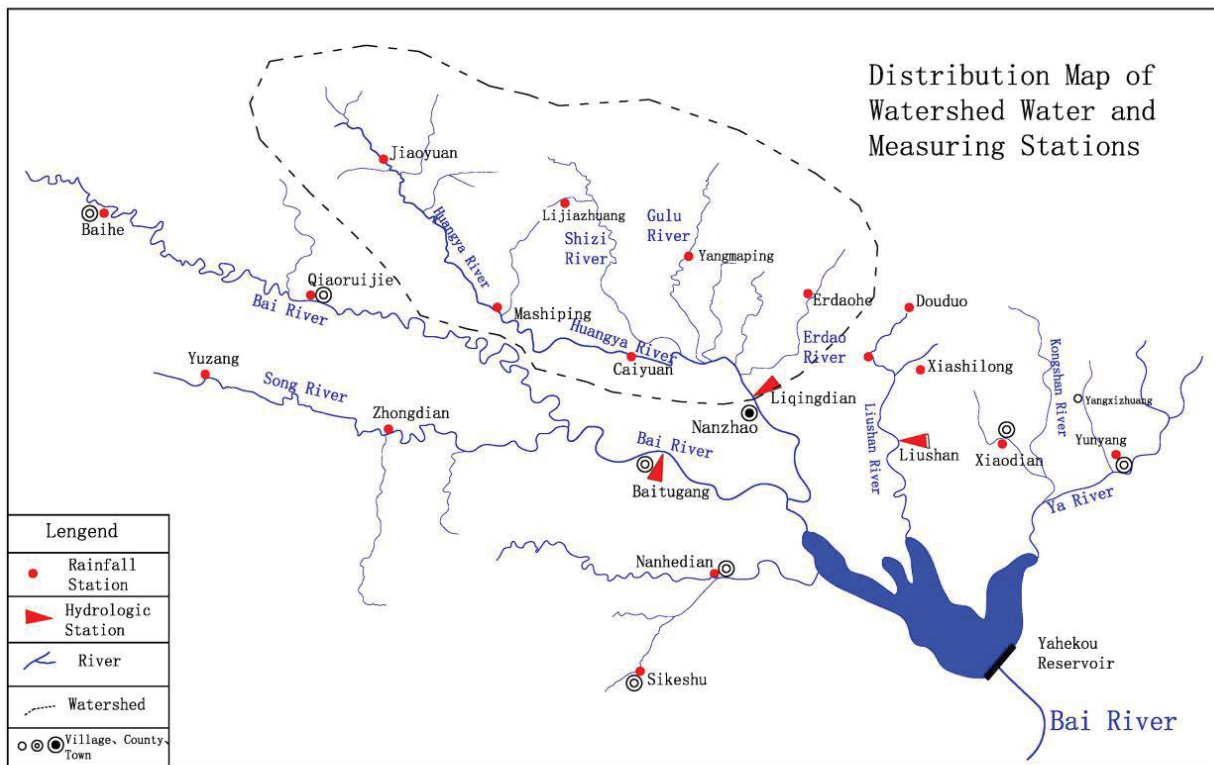 Distribution Map of
Watershed Water and
Measuring Stations
Jiaoyuan
Huangya River
Lijiazhuang
Shizi
River
Gulu
River
Yangmaping
Baihe
Qiaoruijie
Bai River
Mashiping
Huangya River
Caiyuan
Erdaohe
Erdao
River
Douduo
Xiashilong
Kongshan River
Yangxizhuang
Yuzang
Song River
Zhongdian
Liqingdian
Nanzhao
Liushan River
Liushan
Xiaodian
Yunyang
Ya River
Bai River
Baitugang
Nanhedian
Sikeshu
Yahekou
Reservoir
Bai River
Lengend
Rainfall
Station
Hydrologic
Station
River
Watershed
Village、County、
Town